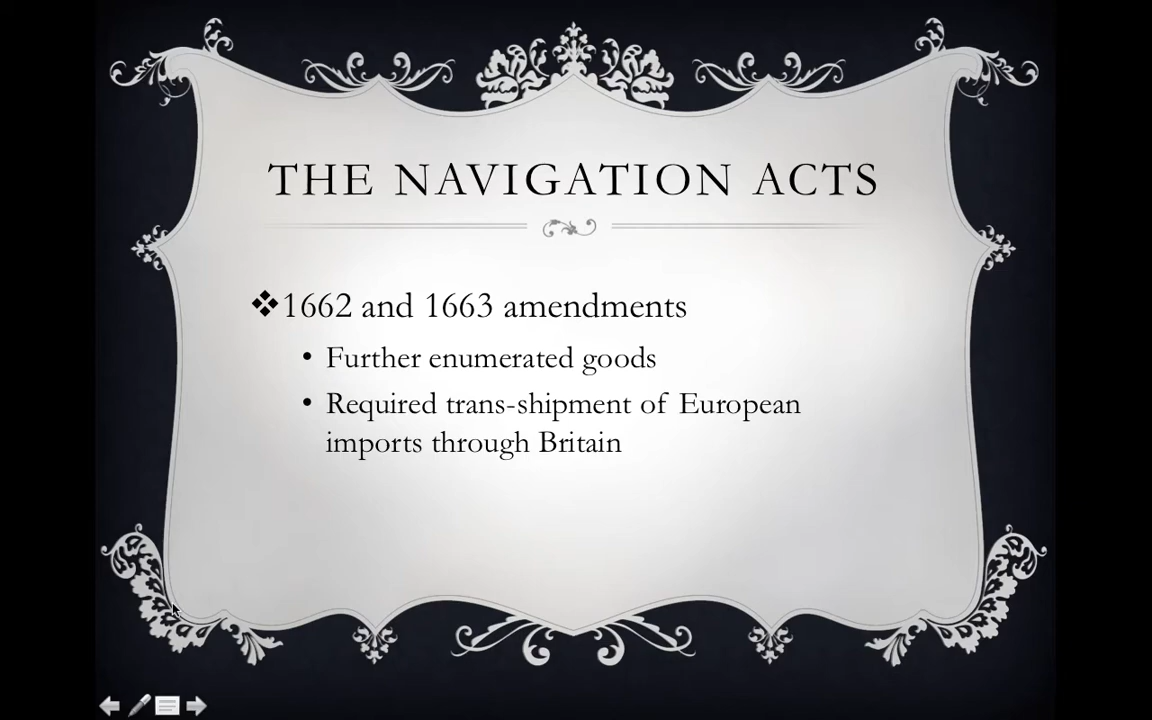 THE NAVIGATION ACTS
❖1662 and 1663 amendments
• Further enumerated goods
• Required trans-shipment of European
imports through Britain